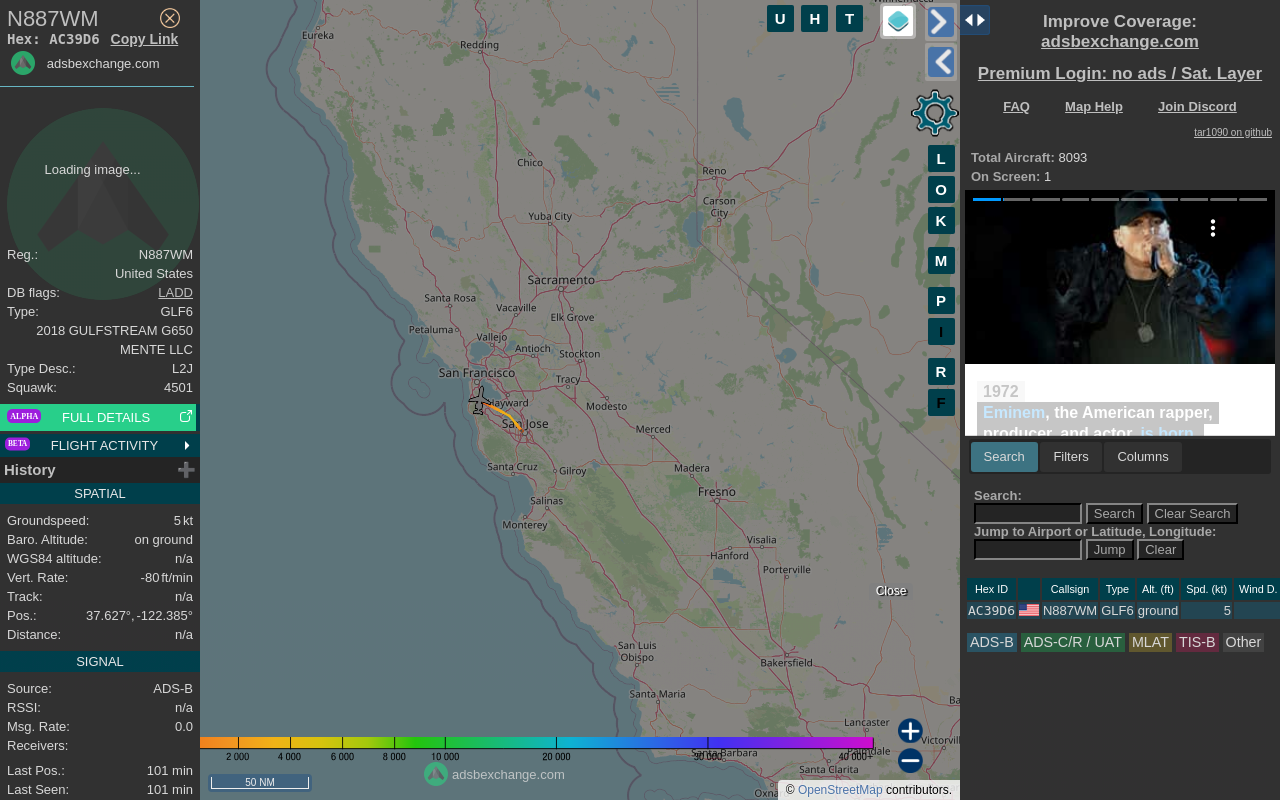 N887WM
Hex: AC39D6 Copy Link
adsbexchange.com
Loading image...
Reg.: N887WM
United States
DB flags: LADD
Type: GLF6
2018 GULFSTREAM G650
MENTE LLC
Type Desc.: L2J
Squawk: 4501
ALPHA FULL DETAILS
BETA FLIGHT ACTIVITY
History
SPATIAL
Groundspeed: 5 kt
Baro. Altitude: on ground
WGS84 altitude: n/a
Vert. Rate: -80 ft/min
Track: n/a
Pos.: 37.627°, -122.385°
Distance: n/a
SIGNAL
Source: ADS-B
RSSI: n/a
Msg. Rate: 0.0
Receivers:
Last Pos.: 101 min
Last Seen: 101 min
U H T
L
O
K
M
P
I
R
F
Eureka
Redding
Chico
Reno
Carson
City
Yuba City
Sacramento
Santa Rosa
Vacaville
Elk Grove
Petaluma
Vallejo
Antioch
Stockton
San Francisco
Tracy
Hayward
Modesto
San Jose
Merced
Santa Cruz
Gilroy
Madera
Salinas
Fresno
Monterey
Visalia
Hanford
Porterville
Close
San Luis
Obispo
Bakersfield
Santa Maria
Lancaster
Santa Barbara
Santa Clarita
2 000 4 000 6 000 8 000 10 000 20 000 30 000 40 000+
50 NM
adsbexchange.com
© OpenStreetMap contributors.
Improve Coverage:
adsbexchange.com
Premium Login: no ads / Sat. Layer
FAQ Map Help Join Discord
tar1090 on github
Total Aircraft: 8093
On Screen: 1
1972
Eminem, the American rapper,
producer, and actor, is born
Search Filters Columns
Search:
Search Clear Search
Jump to Airport or Latitude, Longitude:
Jump Clear
Hex ID Callsign Type Alt. (ft) Spd. (kt) Wind D.
AC39D6 N887WM GLF6 ground 5
ADS-B ADS-C/R / UAT MLAT TIS-B Other